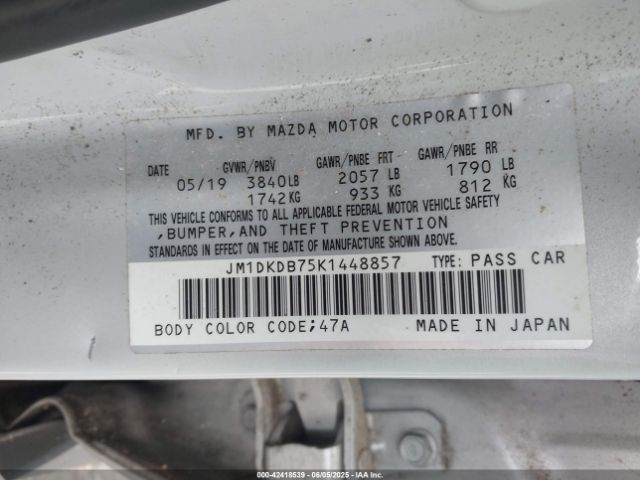 MFD. BY MAZDA MOTOR CORPORATION
DATE GVWR/PNBV GAWR/PNBE FRT GAWR/PNBE RR
05/19 3840LB 2057 LB 1790 LB
1742KG 933 KG 812 KG
THIS VEHICLE CONFORMS TO ALL APPLICABLE FEDERAL MOTOR VEHICLE SAFETY
,BUMPER,AND THEFT PREVENTION
STANDARDS IN EFFECT ON THE DATE OF MANUFACTURE SHOWN ABOVE.
JM1DKDB75K1448857 TYPE: PASS CAR
BODY COLOR CODE;47A MADE IN JAPAN
000-42418539 - 06/05/2025 - IAAI.COM